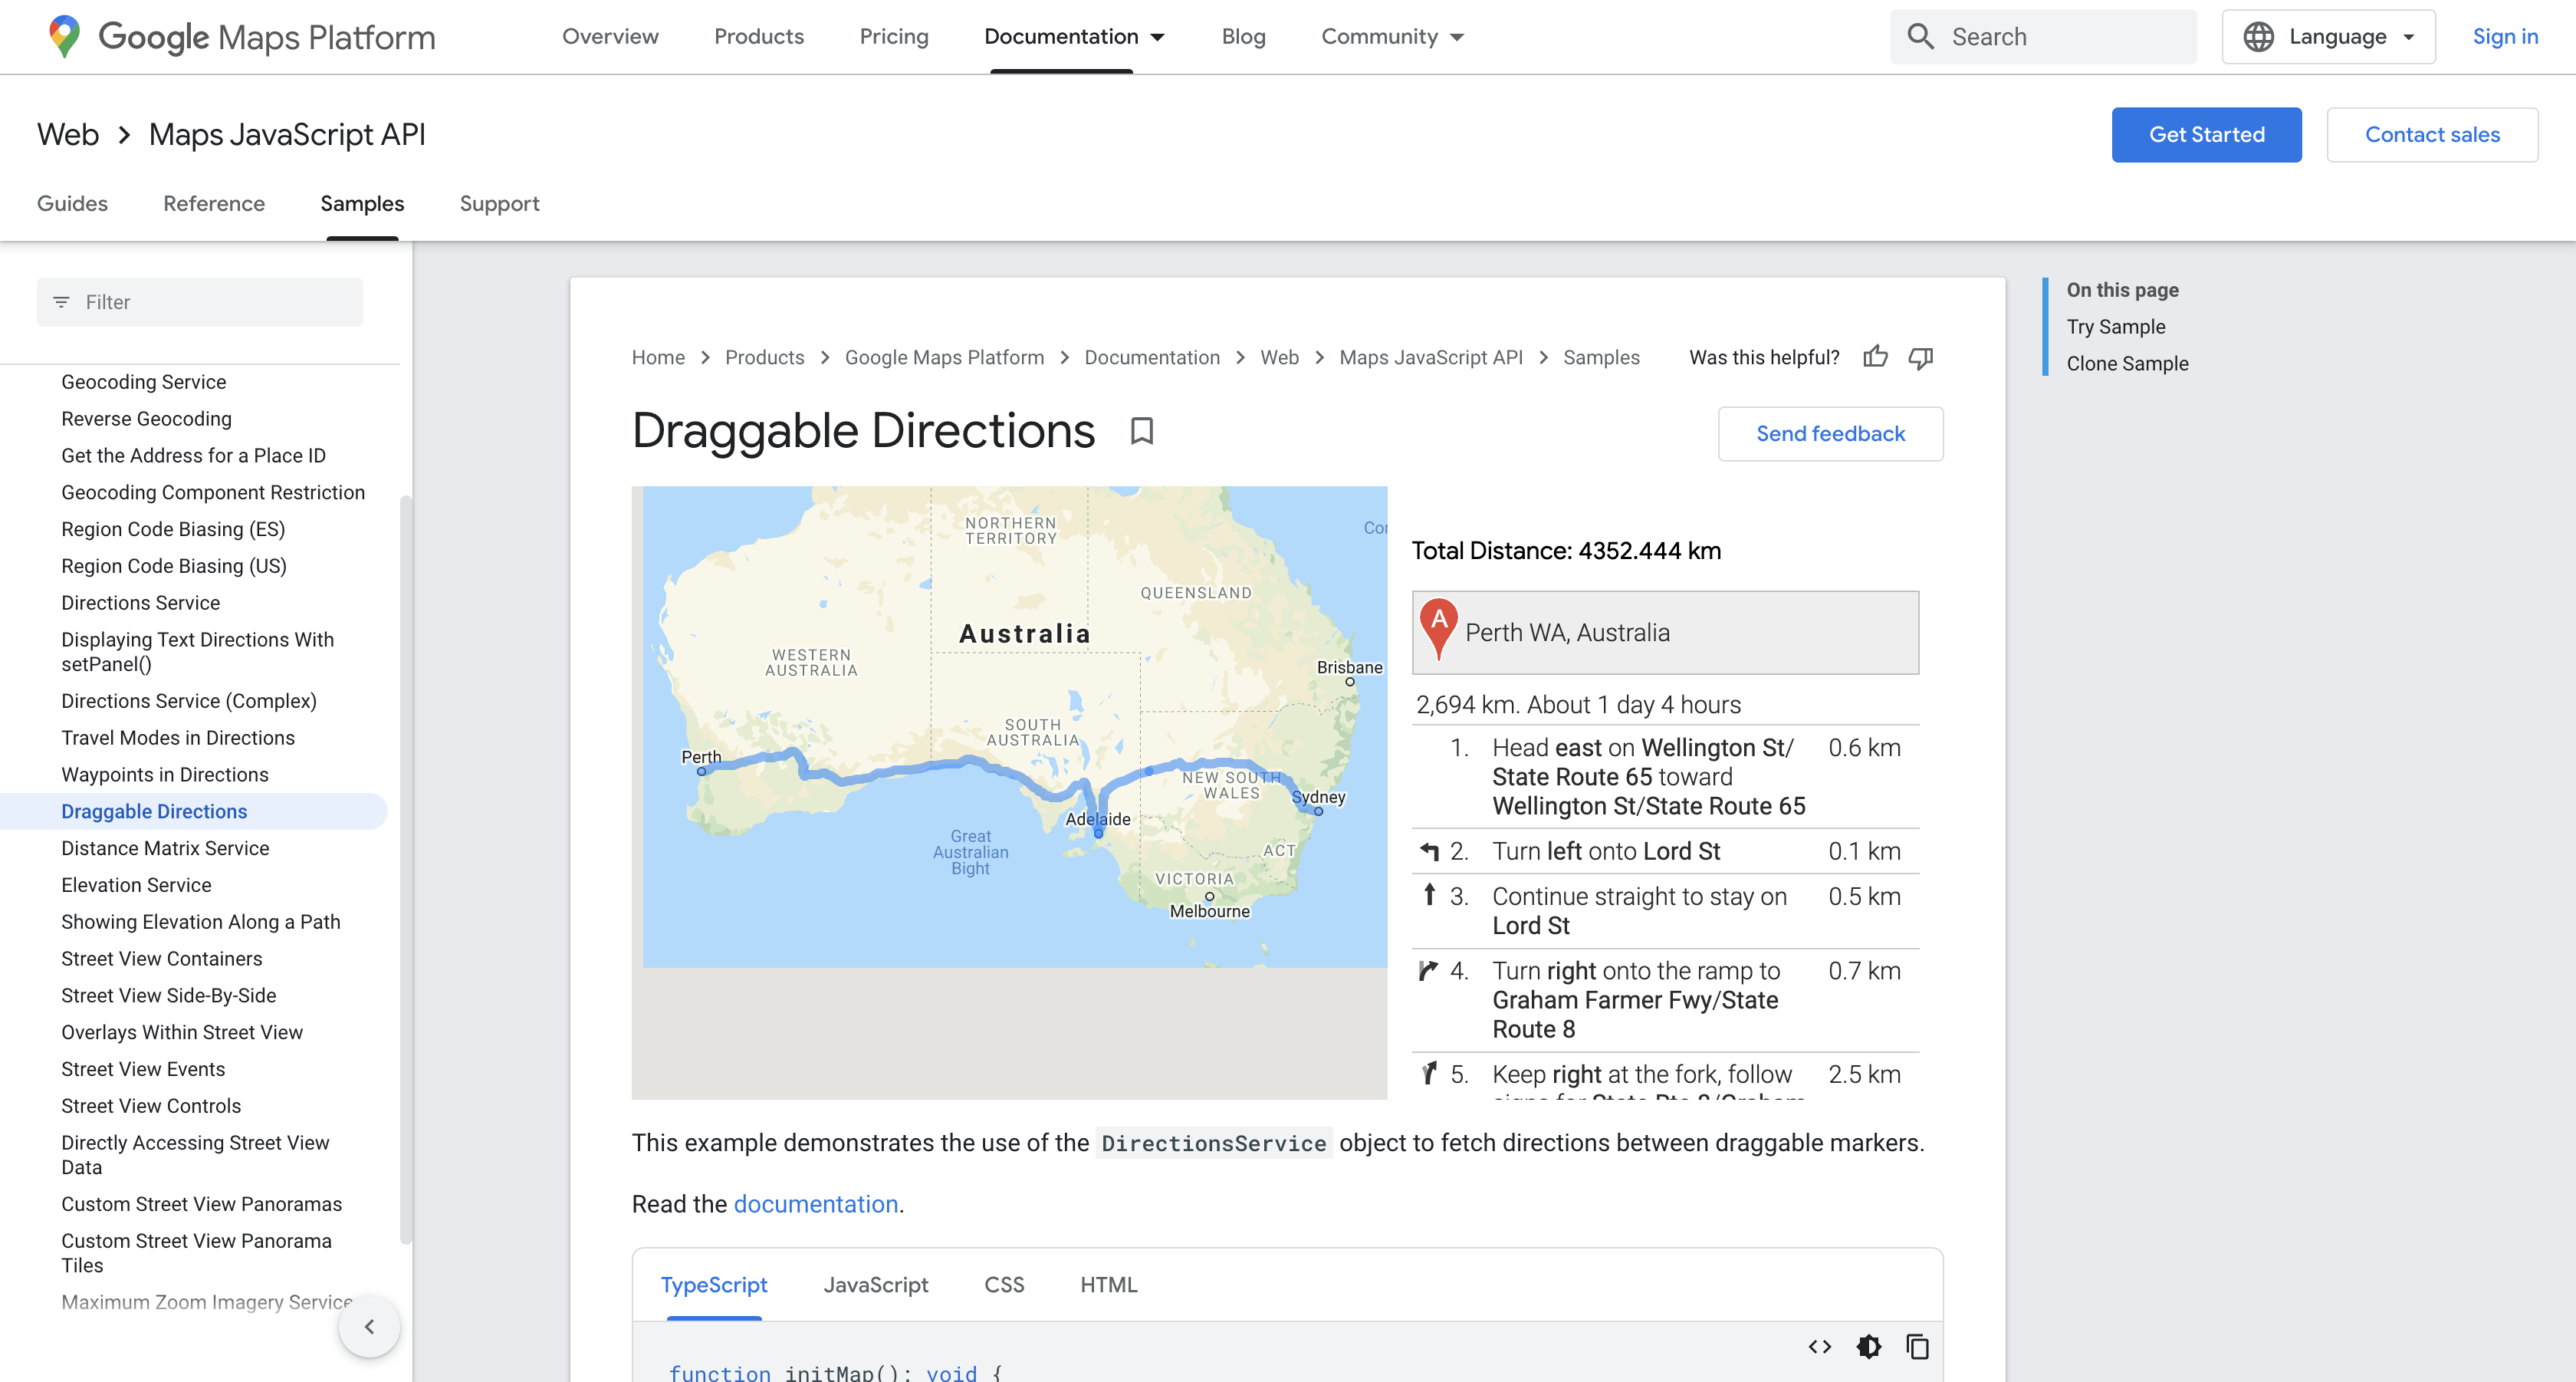 Google Maps Platform
Overview
Products
Pricing
Documentation
Blog
Community
Search
Language
Sign in
Web > Maps JavaScript API
Get Started
Contact sales
Guides
Reference
Samples
Support
Filter
Geocoding Service
Reverse Geocoding
Get the Address for a Place ID
Geocoding Component Restriction
Region Code Biasing (ES)
Region Code Biasing (US)
Directions Service
Displaying Text Directions With
setPanel()
Directions Service (Complex)
Travel Modes in Directions
Waypoints in Directions
Draggable Directions
Distance Matrix Service
Elevation Service
Showing Elevation Along a Path
Street View Containers
Street View Side-By-Side
Overlays Within Street View
Street View Events
Street View Controls
Directly Accessing Street View
Data
Custom Street View Panoramas
Custom Street View Panorama
Tiles
Maximum Zoom Imagery Service
Home > Products > Google Maps Platform > Documentation > Web > Maps JavaScript API > Samples
Was this helpful?
Draggable Directions
Send feedback
NORTHERN
TERRITORY
QUEENSLAND
Australia
WESTERN
AUSTRALIA
Brisbane
SOUTH
AUSTRALIA
Perth
NEW SOUTH
WALES
Sydney
Adelaide
Great
Australian
Bight
ACT
VICTORIA
Melbourne
Total Distance: 4352.444 km
A
Perth WA, Australia
2,694 km. About 1 day 4 hours
1. Head east on Wellington St/ 0.6 km
State Route 65 toward
Wellington St/State Route 65
2. Turn left onto Lord St 0.1 km
3. Continue straight to stay on 0.5 km
Lord St
4. Turn right onto the ramp to 0.7 km
Graham Farmer Fwy/State
Route 8
5. Keep right at the fork, follow 2.5 km
signs for State Rte 8/Graham
This example demonstrates the use of the DirectionsService object to fetch directions between draggable markers.
Read the documentation.
TypeScript
JavaScript
CSS
HTML
function initMap(): void {
On this page
Try Sample
Clone Sample